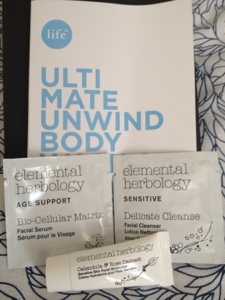 life
ULTI
MATE
UNWIND
BODY
elemental
herbology
AGE SUPPORT
Bio-Cellular Matrix
Facial Serum
Sérum pour le Visage
elemental
herbology
SENSITIVE
Delicate Cleanse
Facial Cleanser
Lotion
elemental herbology
Calendula & Rose Damask